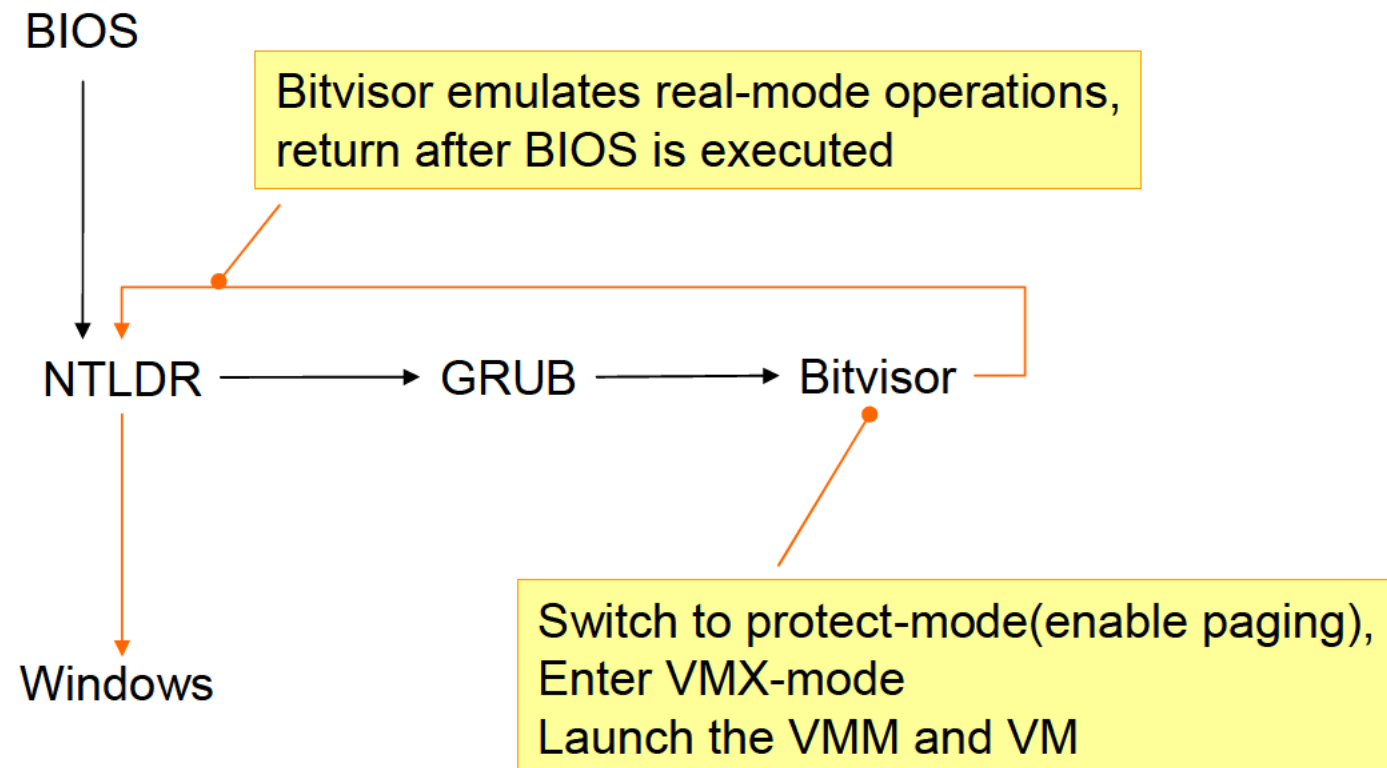 BIOS
Bitvisor emulates real-mode operations,
return after BIOS is executed
NTLDR
GRUB
Bitvisor
Windows
Switch to protect-mode(enable paging),
Enter VMX-mode
Launch the VMM and VM